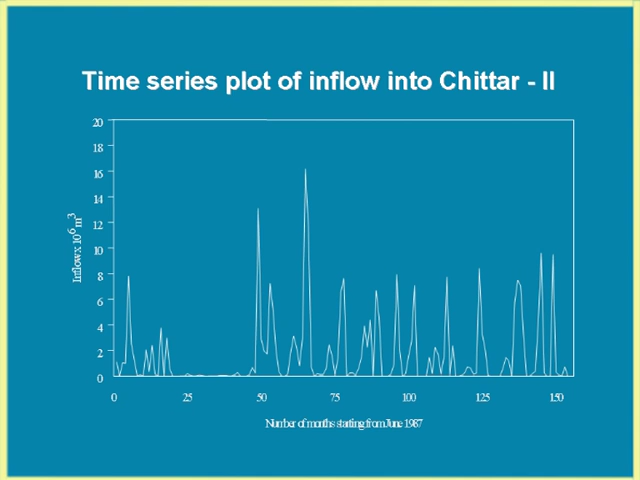 Time series plot of inflow into Chittar - II
20
18
16
14
12
10
8
6
4
2
0
Inflow x 10^6 m^3
0 25 50 75 100 125 150
Number of months starting from June 1987